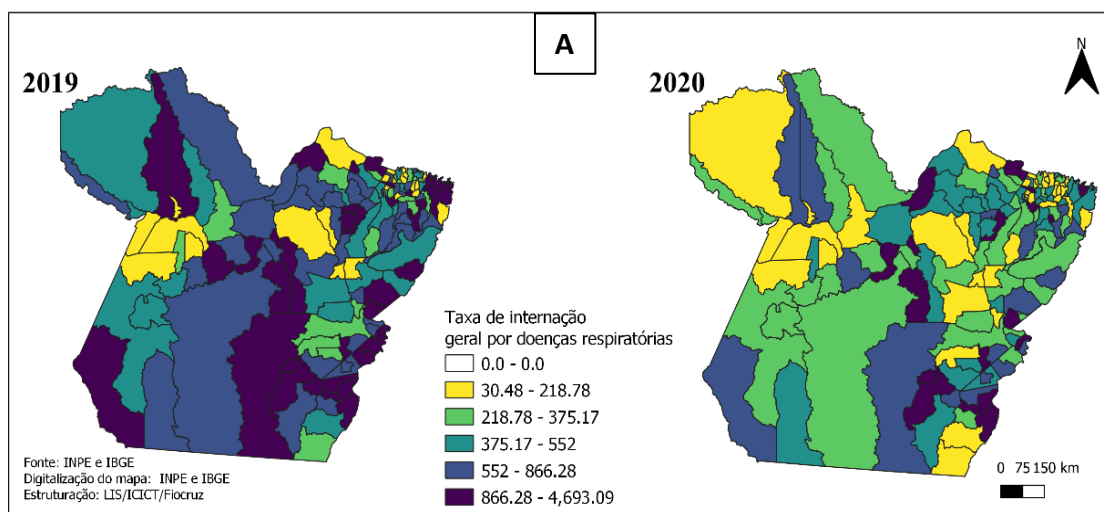 A
2019
2020
N
Taxa de internação
geral por doenças respiratórias
0.0 - 0.0
30.48 - 218.78
218.78 - 375.17
375.17 - 552
552 - 866.28
866.28 - 4,693.09
Fonte: INPE e IBGE
Digitalização do mapa: INPE e IBGE
Estruturação: LIS/ICICT/Fiocruz
0 75 150 km